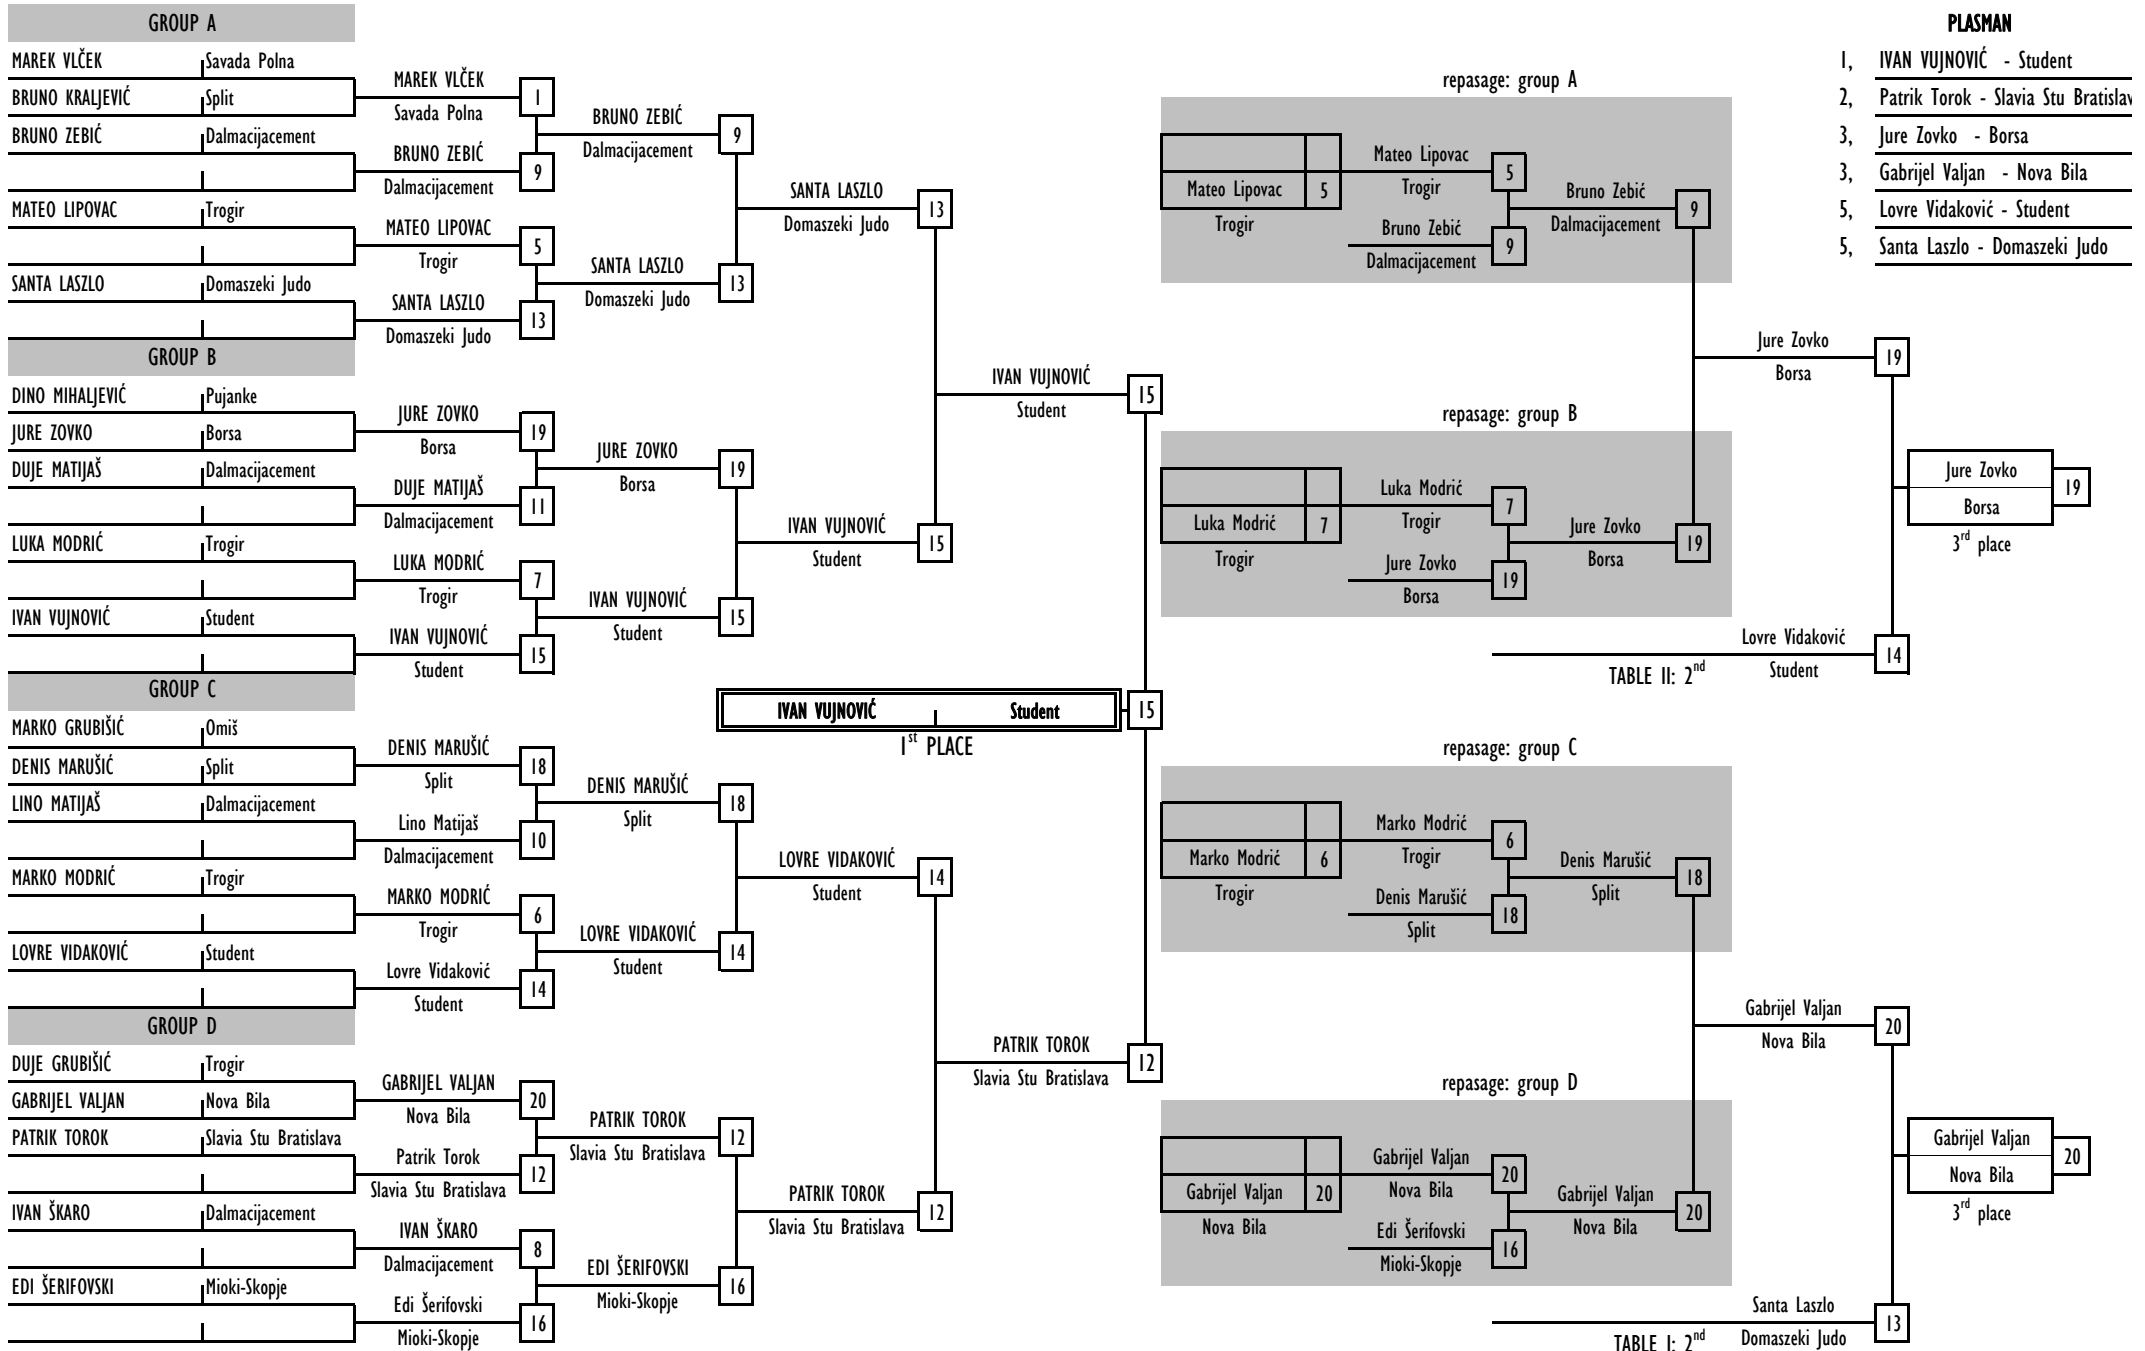 GROUP A
MAREK VLČEK Savada Polna
BRUNO KRALJEVIĆ Split
BRUNO ZEBIĆ Dalmacijacement
MATEO LIPOVAC Trogir
SANTA LASZLO Domaszeki Judo
GROUP B
DINO MIHALJEVIĆ Pujanke
JURE ZOVKO Borsa
DUJE MATIJAŠ Dalmacijacement
LUKA MODRIĆ Trogir
IVAN VUJNOVIĆ Student
GROUP C
MARKO GRUBIŠIĆ Omiš
DENIS MARUŠIĆ Split
LINO MATIJAŠ Dalmacijacement
MARKO MODRIĆ Trogir
LOVRE VIDAKOVIĆ Student
GROUP D
DUJE GRUBIŠIĆ Trogir
GABRIJEL VALJAN Nova Bila
PATRIK TOROK Slavia Stu Bratislava
IVAN ŠKARO Dalmacijacement
EDI ŠERIFOVSKI Mioki-Skopje
MAREK VLČEK 1
Savada Polna
BRUNO ZEBIĆ 9
Dalmacijacement
MATEO LIPOVAC 5
Trogir
SANTA LASZLO 13
Domaszeki Judo
JURE ZOVKO 19
Borsa
DUJE MATIJAŠ 11
Dalmacijacement
LUKA MODRIĆ 7
Trogir
IVAN VUJNOVIĆ 15
Student
DENIS MARUŠIĆ 18
Split
Lino Matijaš 10
Dalmacijacement
MARKO MODRIĆ 6
Trogir
Lovre Vidaković 14
Student
GABRIJEL VALJAN 20
Nova Bila
Patrik Torok 12
Slavia Stu Bratislava
IVAN ŠKARO 8
Dalmacijacement
Edi Šerifovski 16
Mioki-Skopje
BRUNO ZEBIĆ 9
Dalmacijacement
SANTA LASZLO 13
Domaszeki Judo
JURE ZOVKO 19
Borsa
IVAN VUJNOVIĆ 15
Student
DENIS MARUŠIĆ 18
Split
LOVRE VIDAKOVIĆ 14
Student
PATRIK TOROK 12
Slavia Stu Bratislava
EDI ŠERIFOVSKI 16
Mioki-Skopje
SANTA LASZLO 13
Domaszeki Judo
IVAN VUJNOVIĆ 15
Student
LOVRE VIDAKOVIĆ 14
Student
PATRIK TOROK 12
Slavia Stu Bratislava
IVAN VUJNOVIĆ 15
Student
IVAN VUJNOVIĆ Student 15
1st PLACE
PATRIK TOROK 12
Slavia Stu Bratislava
repasage: group A
Mateo Lipovac 5
Trogir
Mateo Lipovac 5
Trogir
Bruno Zebić 9
Dalmacijacement
Bruno Zebić 9
Dalmacijacement
repasage: group B
Luka Modrić 7
Trogir
Luka Modrić 7
Trogir
Jure Zovko 19
Borsa
Jure Zovko 19
Borsa
Jure Zovko 19
Borsa
Lovre Vidaković 14
TABLE II: 2nd Student
Jure Zovko 19
Borsa
3rd place
repasage: group C
Marko Modrić 6
Trogir
Marko Modrić 6
Trogir
Denis Marušić 18
Split
Denis Marušić 18
Split
repasage: group D
Gabrijel Valjan 20
Nova Bila
Gabrijel Valjan 20
Nova Bila
Edi Šerifovski 16
Mioki-Skopje
Gabrijel Valjan 20
Nova Bila
Gabrijel Valjan 20
Nova Bila
Santa Laszlo 13
TABLE I: 2nd Domaszeki Judo
Gabrijel Valjan 20
Nova Bila
3rd place
PLASMAN
1, IVAN VUJNOVIĆ - Student
2, Patrik Torok - Slavia Stu Bratislav
3, Jure Zovko - Borsa
3, Gabrijel Valjan - Nova Bila
5, Lovre Vidaković - Student
5, Santa Laszlo - Domaszeki Judo